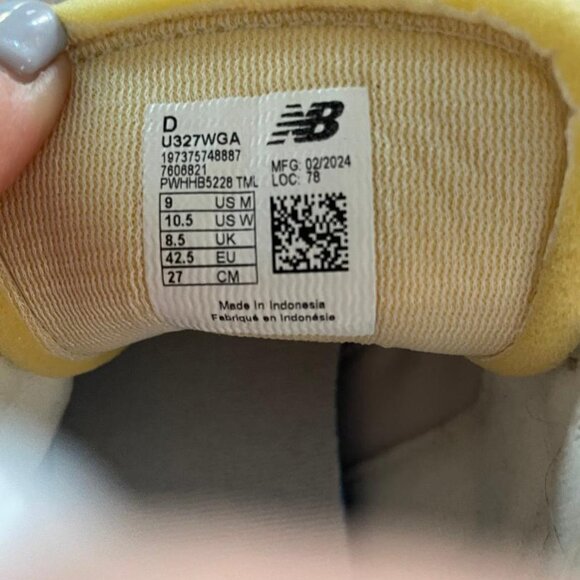 D
U327WGA
197375748887
7606821
PWHHB5228 TML
NB
MFG: 02/2024
LOC: 78
9 US M
10.5 US W
8.5 UK
42.5 EU
27 CM
Made In Indonesia
Fabriqué en Indonésie